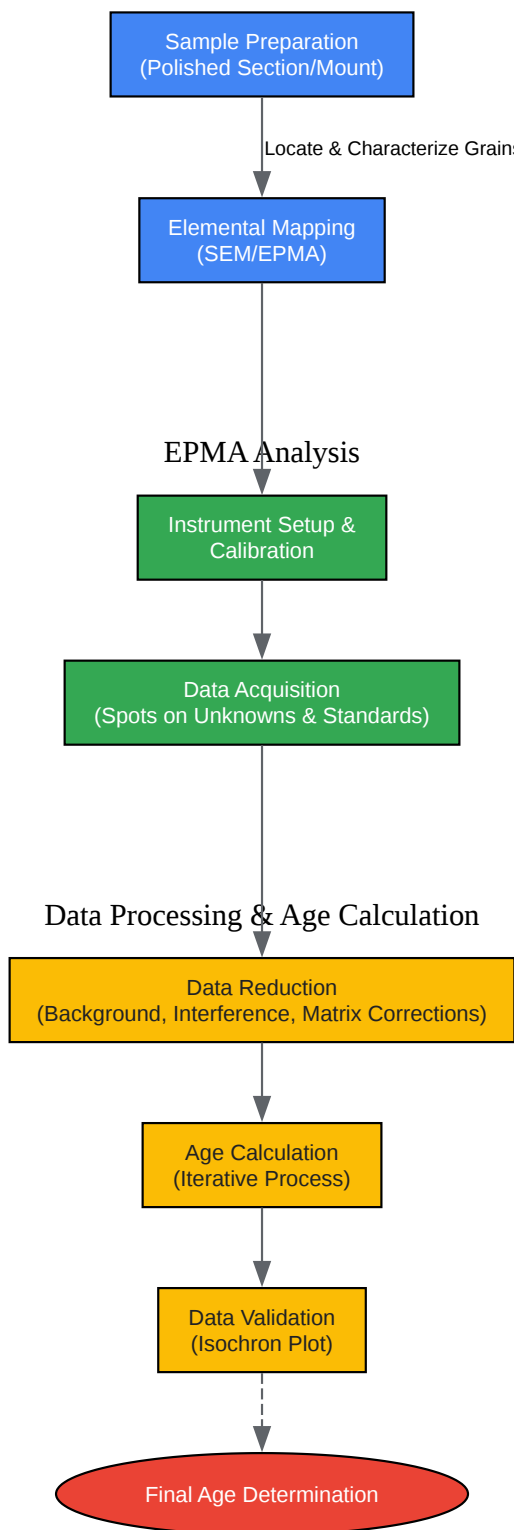 Sample Preparation
(Polished Section/Mount)
Locate & Characterize Grains
Elemental Mapping
(SEM/EPMA)
EPMA Analysis
Instrument Setup &
Calibration
Data Acquisition
(Spots on Unknowns & Standards)
Data Processing & Age Calculation
Data Reduction
(Background, Interference, Matrix Corrections)
Age Calculation
(Iterative Process)
Data Validation
(Isochron Plot)
Final Age Determination